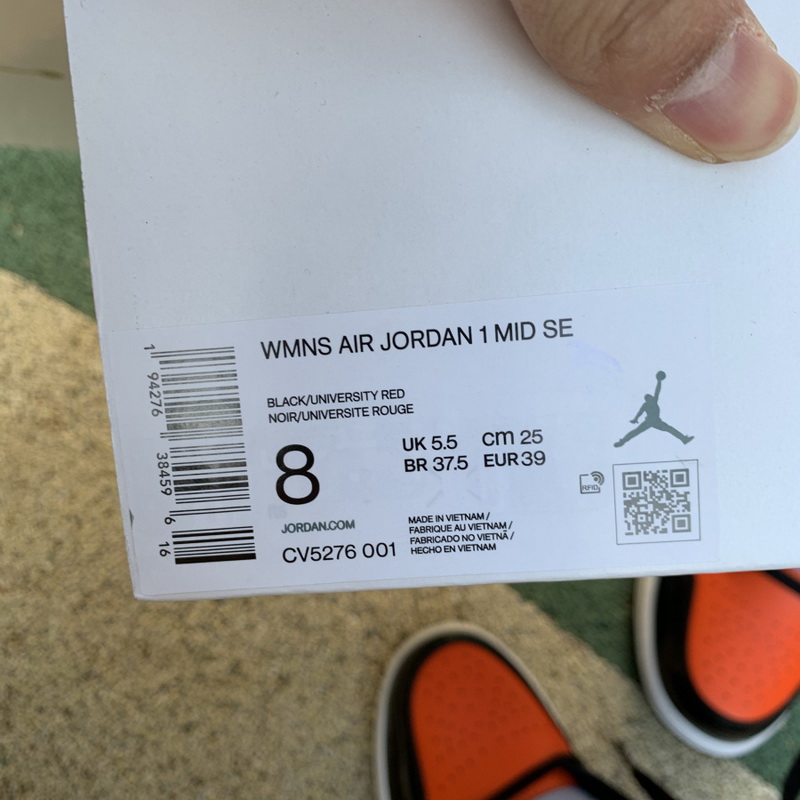 WMNS AIR JORDAN 1 MID SE
BLACK/UNIVERSITY RED
NOIR/UNIVERSITE ROUGE
8
UK 5.5 cm 25
BR 37.5 EUR 39
RFID
JORDAN.COM
CV5276 001
MADE IN VIETNAM /
FABRIQUE AU VIETNAM /
FABRICADO NO VIETNÃ /
HECHO EN VIETNAM
1 94276 38459 6 16